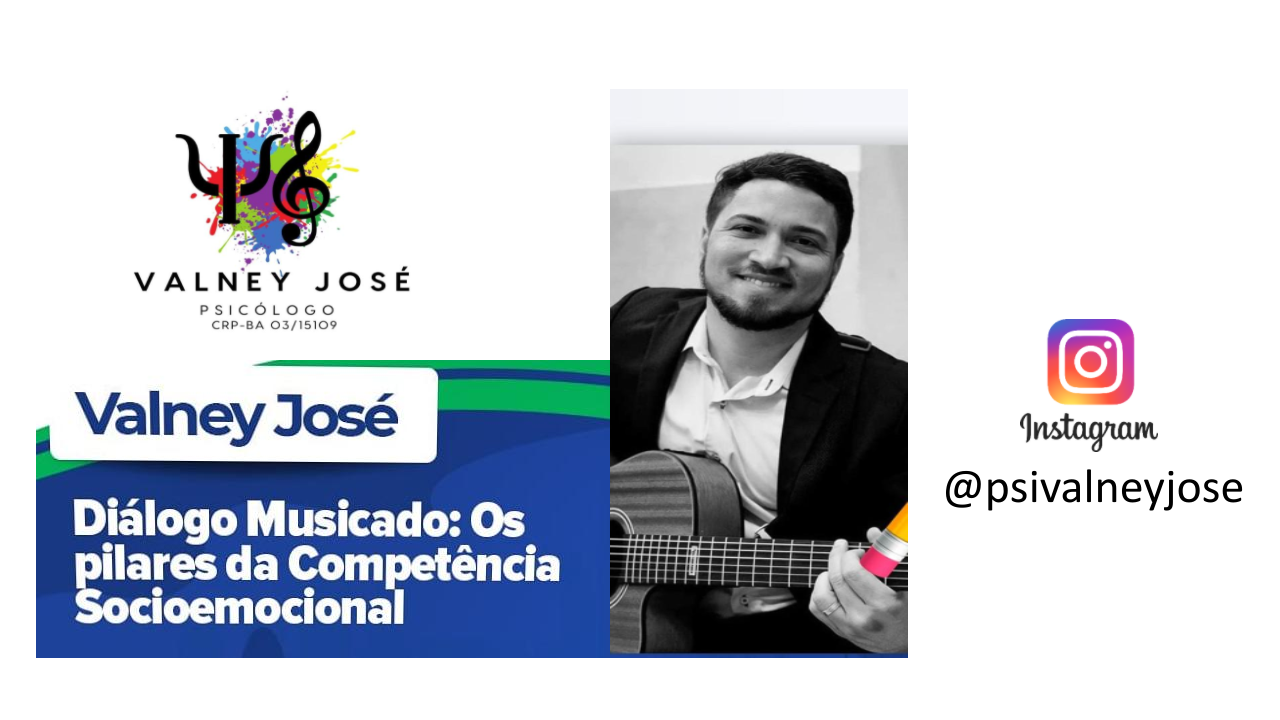 VALNEY JOSÉ
PSICÓLOGO
CRP-BA 03/15109
Valney José
Diálogo Musicado: Os
pilares da Competência
Socioemocional
Instagram
@psivalneyjose